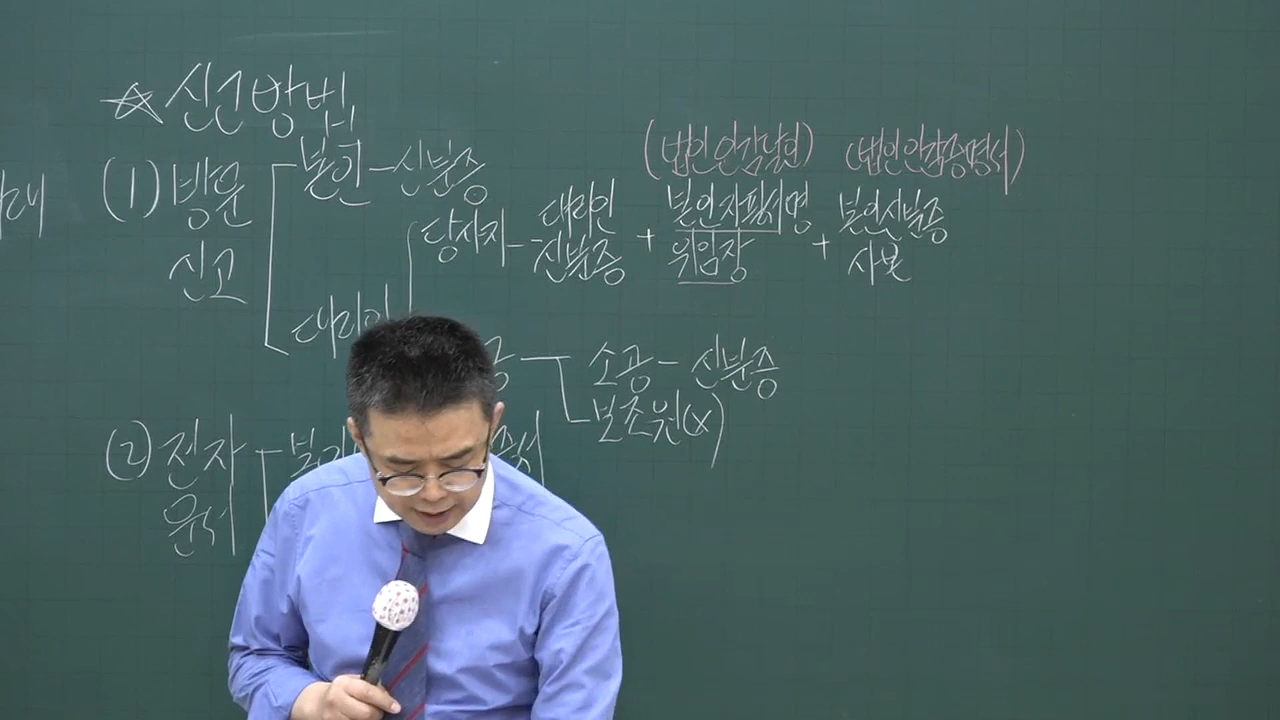 ☆ 신고방법
(1) 방문 본인 - 신분증
신고
(법인인감날인) (법인인감증명서)
당사자 - 대리인 신분증 + 본인자필서명 위임장 + 본인신분증 사본
대리인
소공 - 신분증
보조원(x)
(2) 전자